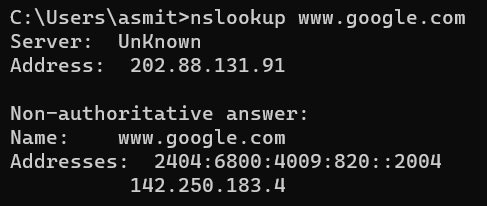 C:\Users\asmit>nslookup www.google.com
Server:  UnKnown
Address:  202.88.131.91

Non-authoritative answer:
Name:    www.google.com
Addresses:  2404:6800:4009:820::2004
          142.250.183.4